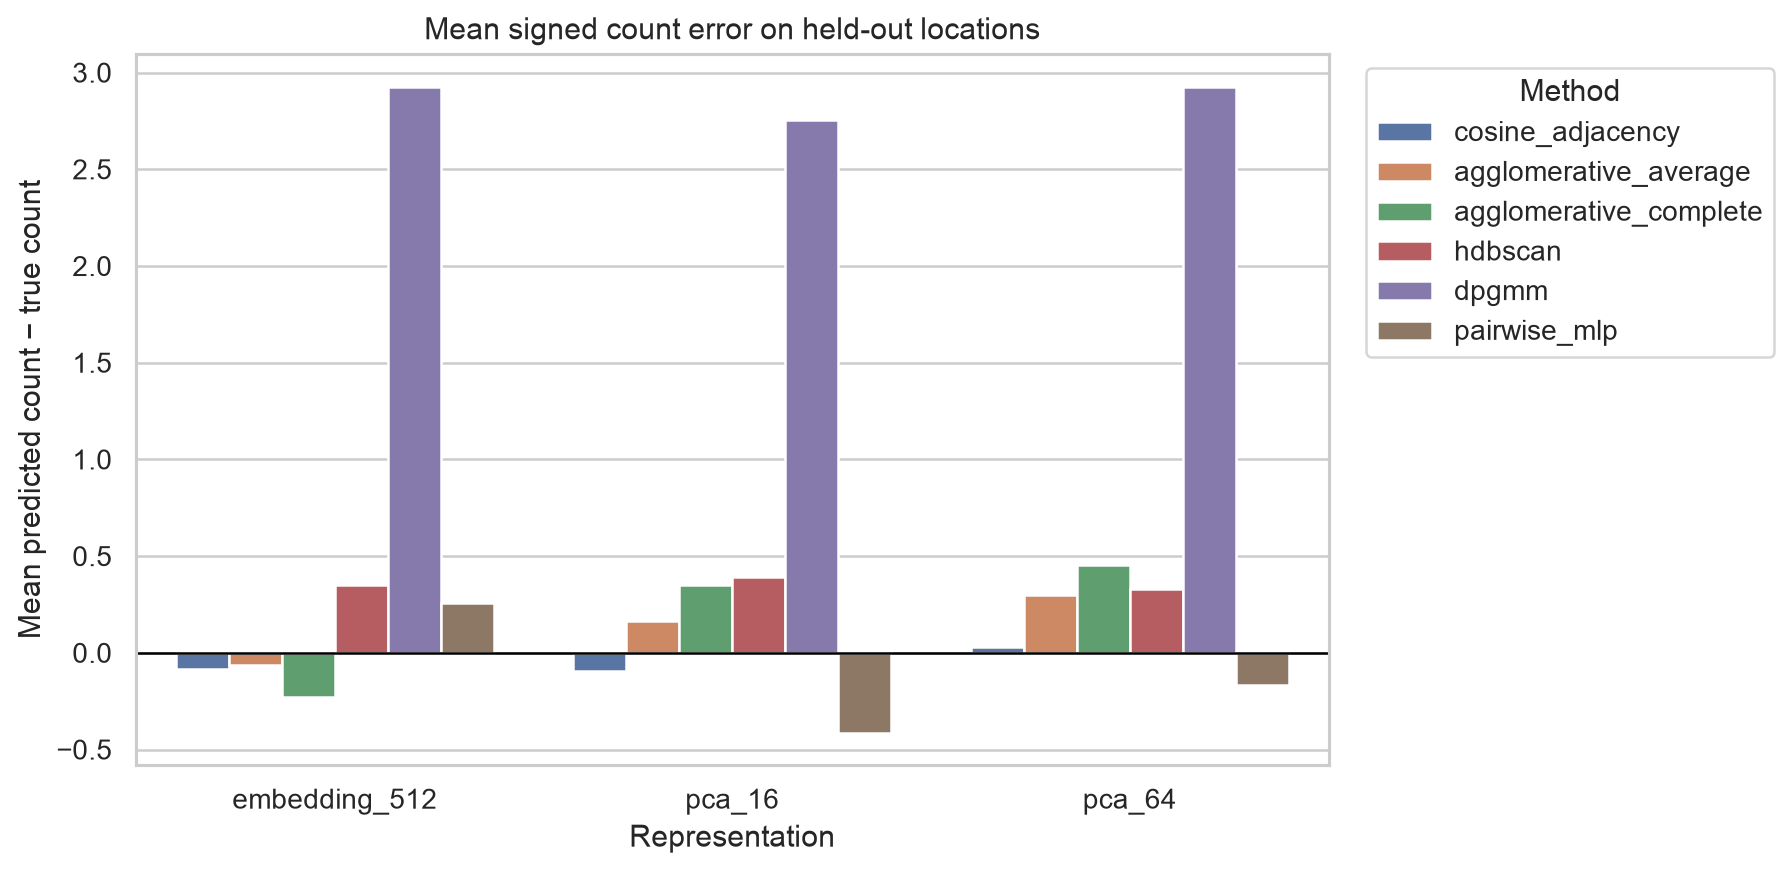 Mean signed count error on held-out locations
Mean predicted count − true count
3.0
2.5
2.0
1.5
1.0
0.5
0.0
−0.5
embedding_512
pca_16
pca_64
Representation
Method
cosine_adjacency
agglomerative_average
agglomerative_complete
hdbscan
dpgmm
pairwise_mlp